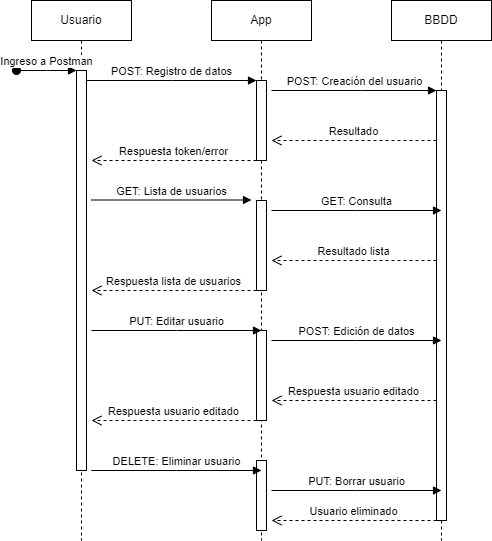 Usuario
App
BBDD
Ingreso a Postman
POST: Registro de datos
POST: Creación del usuario
Resultado
Respuesta token/error
GET: Lista de usuarios
GET: Consulta
Resultado lista
Respuesta lista de usuarios
PUT: Editar usuario
POST: Edición de datos
Respuesta usuario editado
Respuesta usuario editado
DELETE: Eliminar usuario
PUT: Borrar usuario
Usuario eliminado